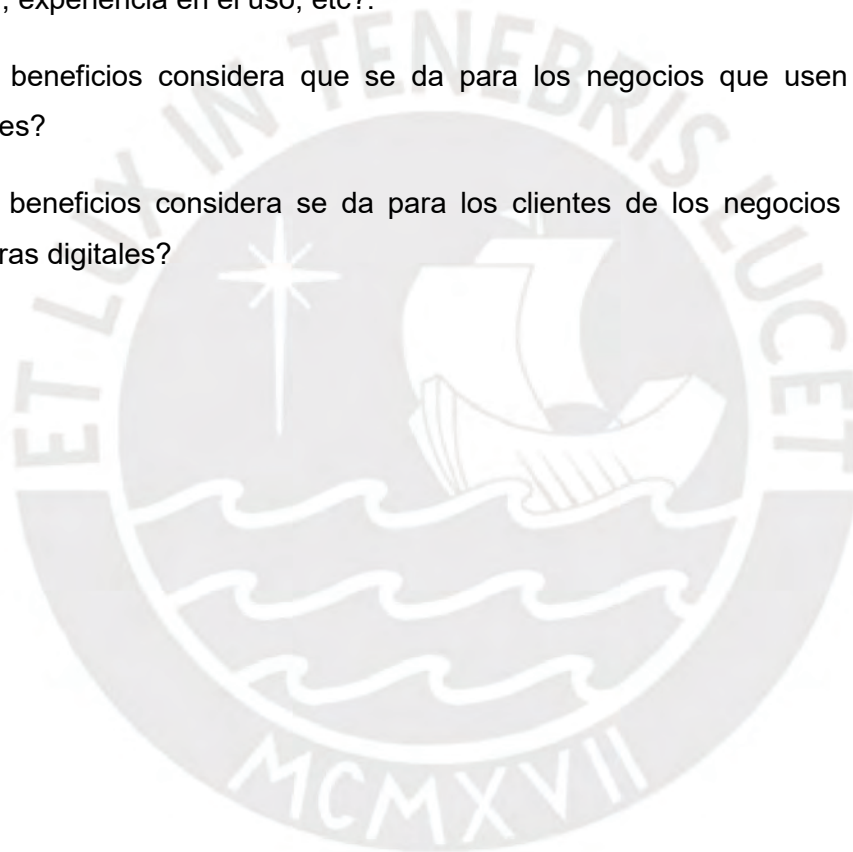 , experiencia en el uso, etc?.
beneficios considera que se da para los negocios que usen
es?
beneficios considera se da para los clientes de los negocios
ras digitales?
ET LUX IN TENEBRIS LUCET
MCMXVII